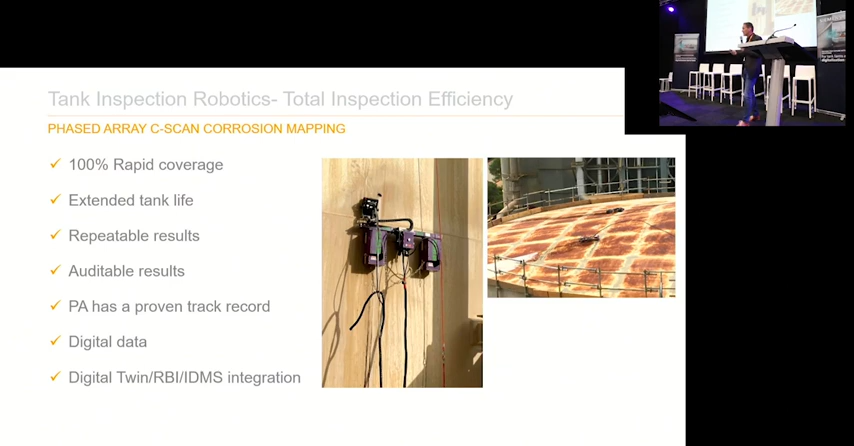 Tank Inspection Robotics- Total Inspection Efficiency
PHASED ARRAY C-SCAN CORROSION MAPPING
✓ 100% Rapid coverage
✓ Extended tank life
✓ Repeatable results
✓ Auditable results
✓ PA has a proven track record
✓ Digital data
✓ Digital Twin/RBI/IDMS integration